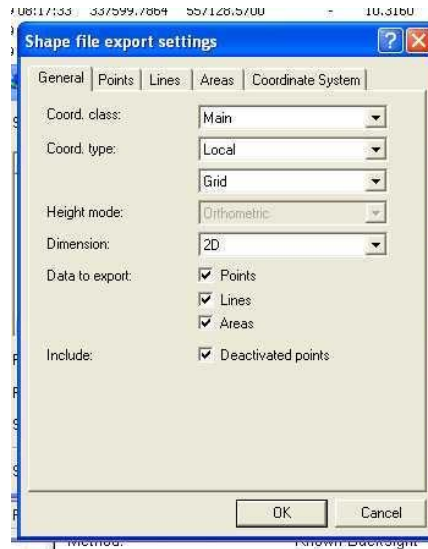 08:17:33 337599.7864 557128.5700 - 10.3160
Shape file export settings
General Points Lines Areas Coordinate System
Coord. class: Main
Coord. type: Local
Grid
Height mode: Orthometric
Dimension: 2D
Data to export: Points
Lines
Areas
Include: Deactivated points
OK Cancel
Method: Known Backsight